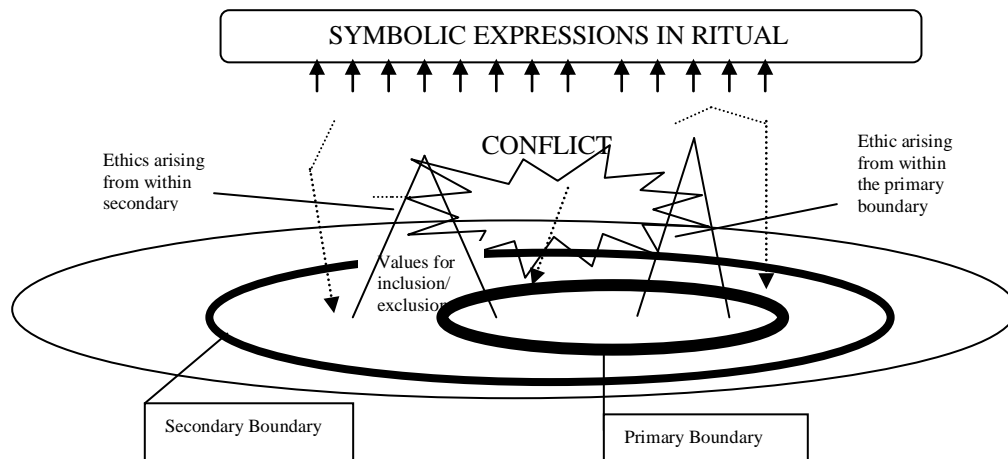 SYMBOLIC EXPRESSIONS IN RITUAL
CONFLICT
Ethics arising
from within
secondary
Ethic arising
from within
the primary
boundary
Values for
inclusion/
exclusion
Secondary Boundary
Primary Boundary